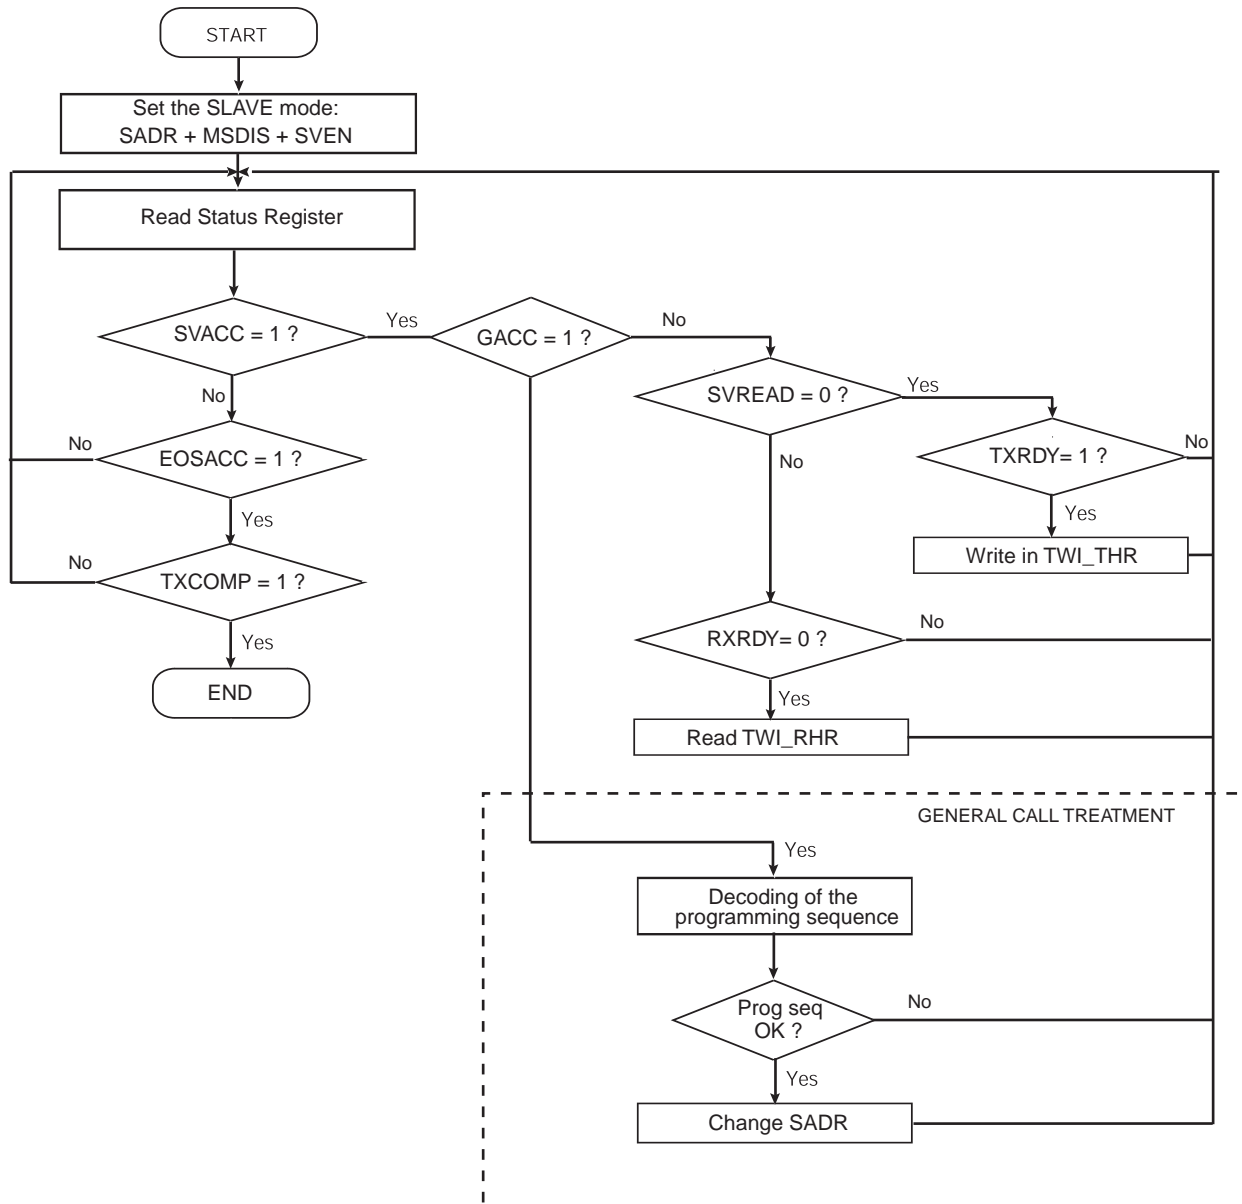 START
Set the SLAVE mode:
SADR + MSDIS + SVEN
Read Status Register
SVACC = 1 ?
Yes
GACC = 1 ?
No
SVREAD = 0 ?
Yes
No
No
EOSACC = 1 ?
No
TXRDY= 1 ?
No
Yes
Yes
Write in TWI_THR
No
TXCOMP = 1 ?
RXRDY= 0 ?
No
Yes
END
Yes
Read TWI_RHR
GENERAL CALL TREATMENT
Yes
Decoding of the
programming sequence
Prog seq
OK ?
No
Yes
Change SADR